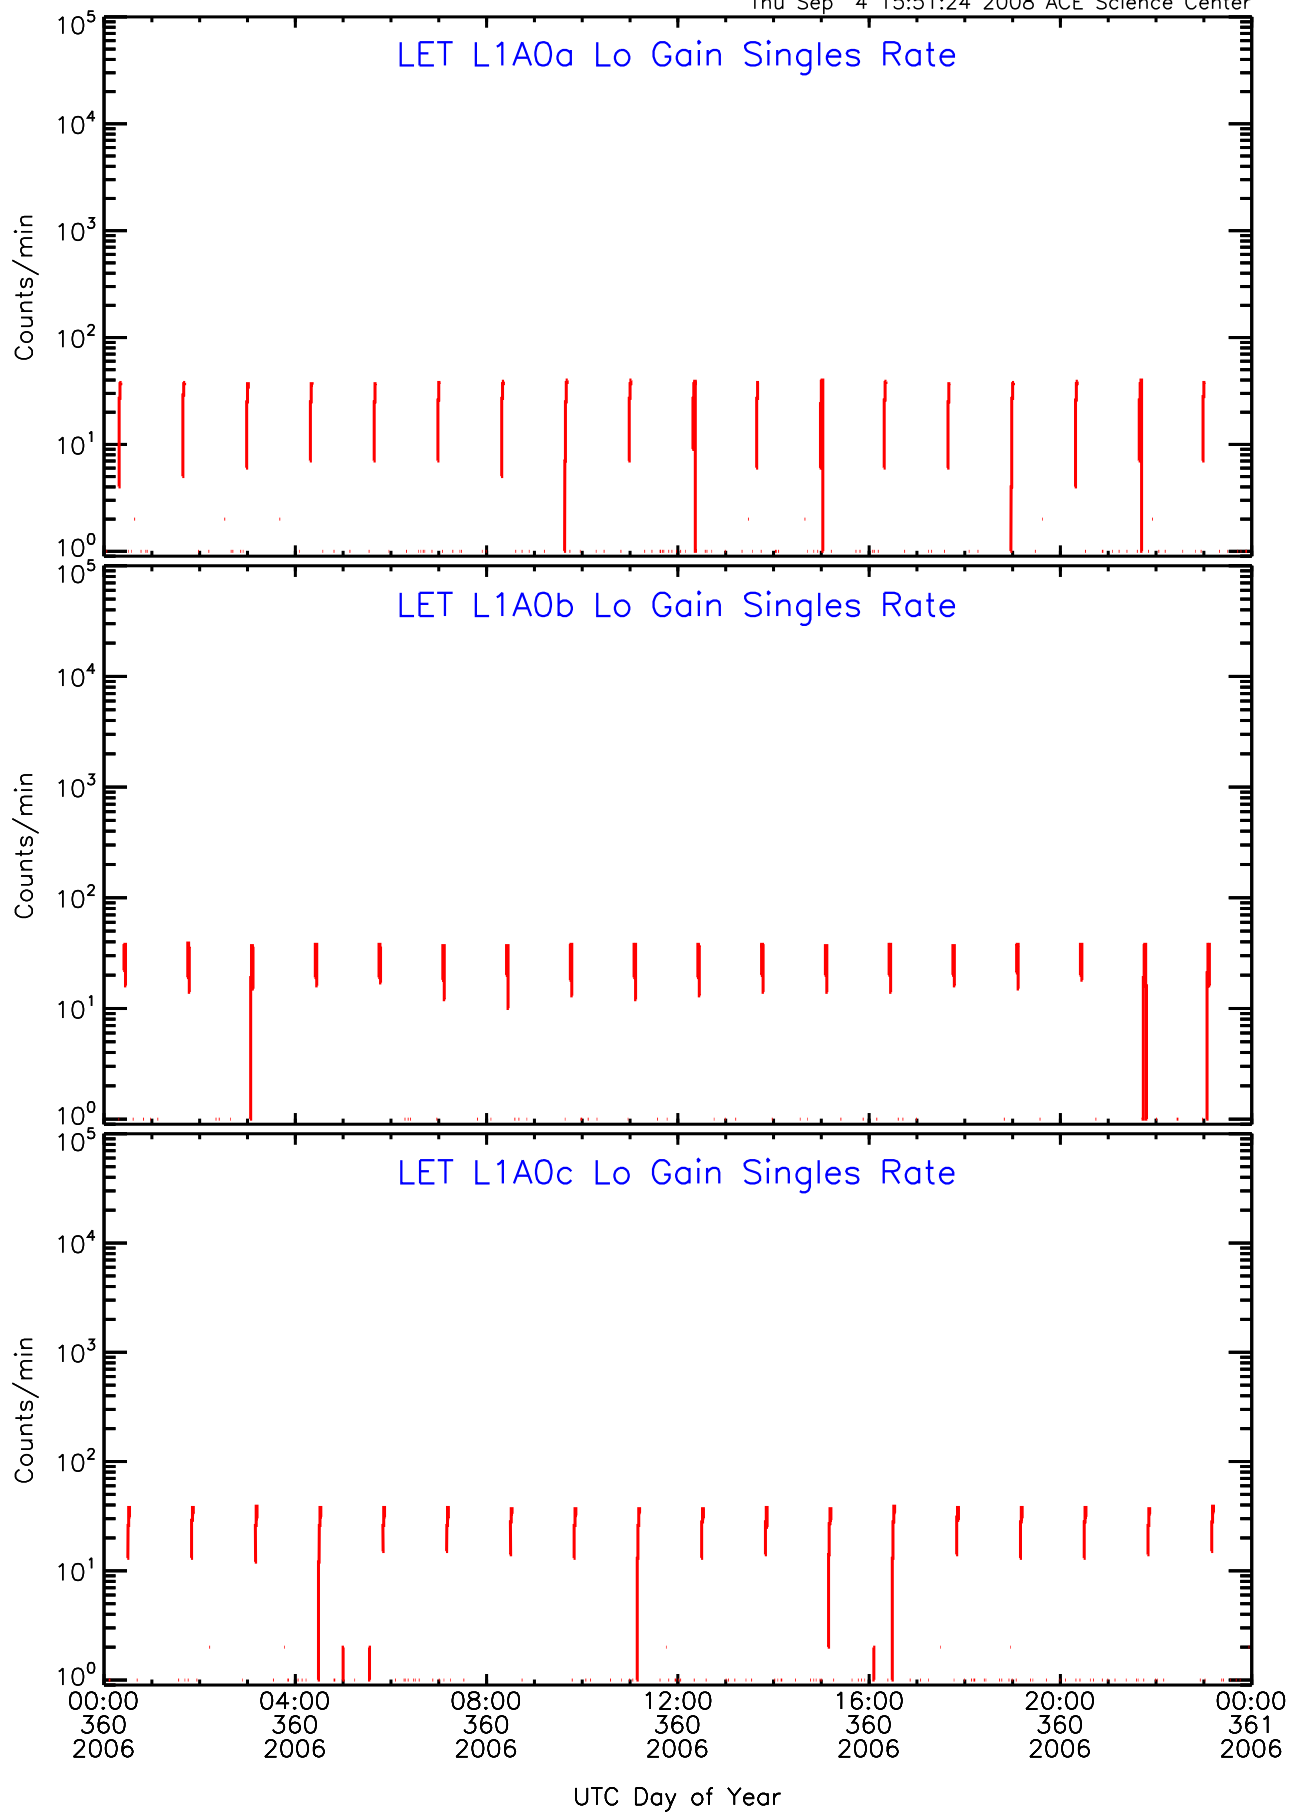 Thu Sep 4 15:51:24 2008 ACE Science Center
LET L1A0a Lo Gain Singles Rate
10^5
10^4
10^3
10^2
10^1
10^0
Counts/min
LET L1A0b Lo Gain Singles Rate
10^5
10^4
10^3
10^2
10^1
10^0
Counts/min
LET L1A0c Lo Gain Singles Rate
10^5
10^4
10^3
10^2
10^1
10^0
Counts/min
00:00 04:00 08:00 12:00 16:00 20:00 00:00
360 360 360 360 360 360 361
2006 2006 2006 2006 2006 2006 2006
UTC Day of Year